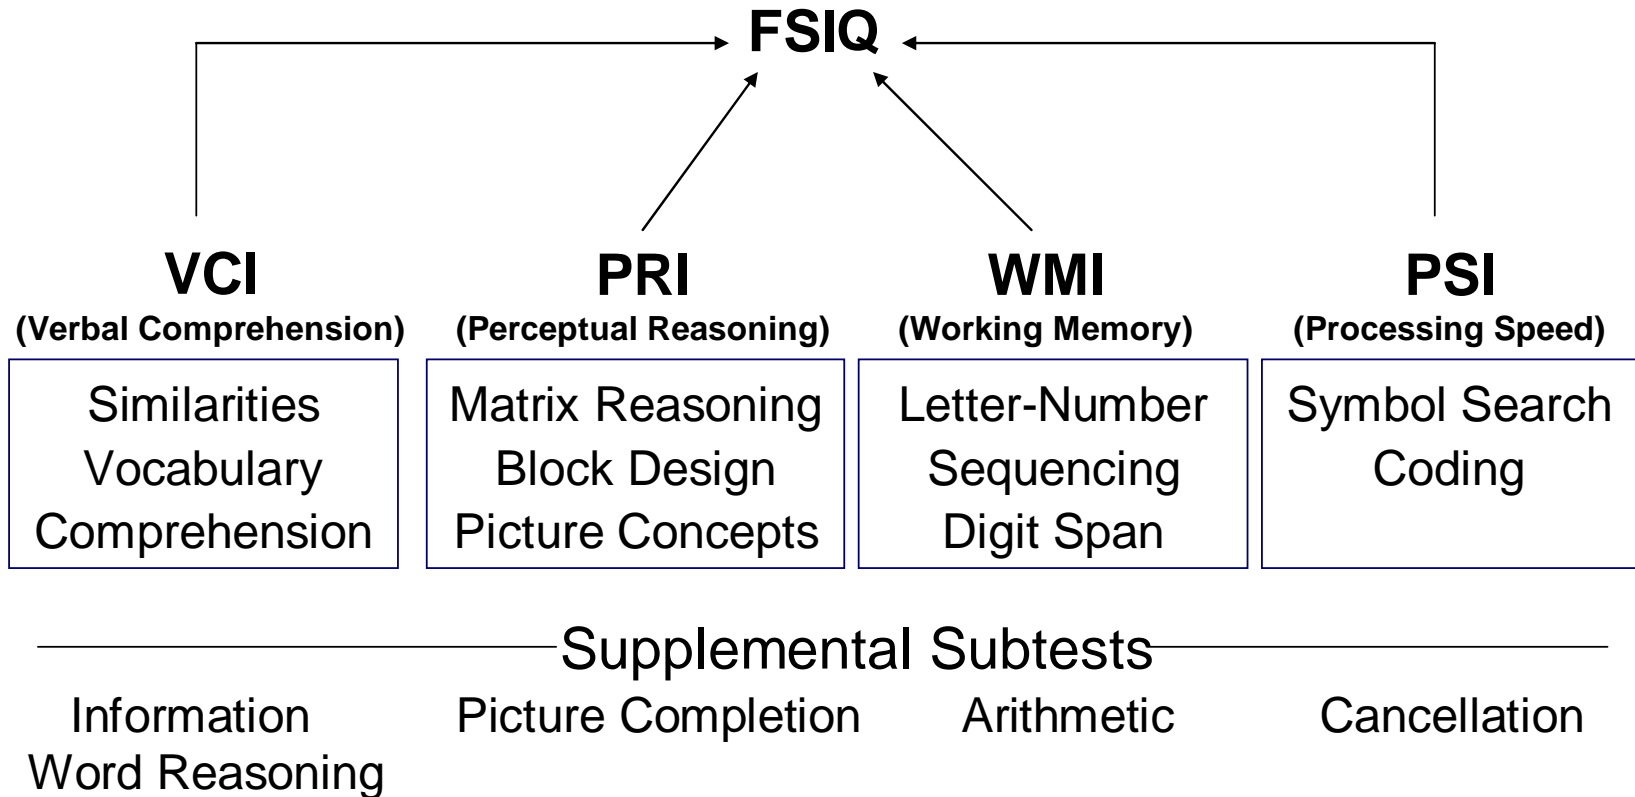 FSIQ
VCI
(Verbal Comprehension)
Similarities
Vocabulary
Comprehension
PRI
(Perceptual Reasoning)
Matrix Reasoning
Block Design
Picture Concepts
WMI
(Working Memory)
Letter-Number
Sequencing
Digit Span
PSI
(Processing Speed)
Symbol Search
Coding
Supplemental Subtests
Information
Word Reasoning
Picture Completion
Arithmetic
Cancellation